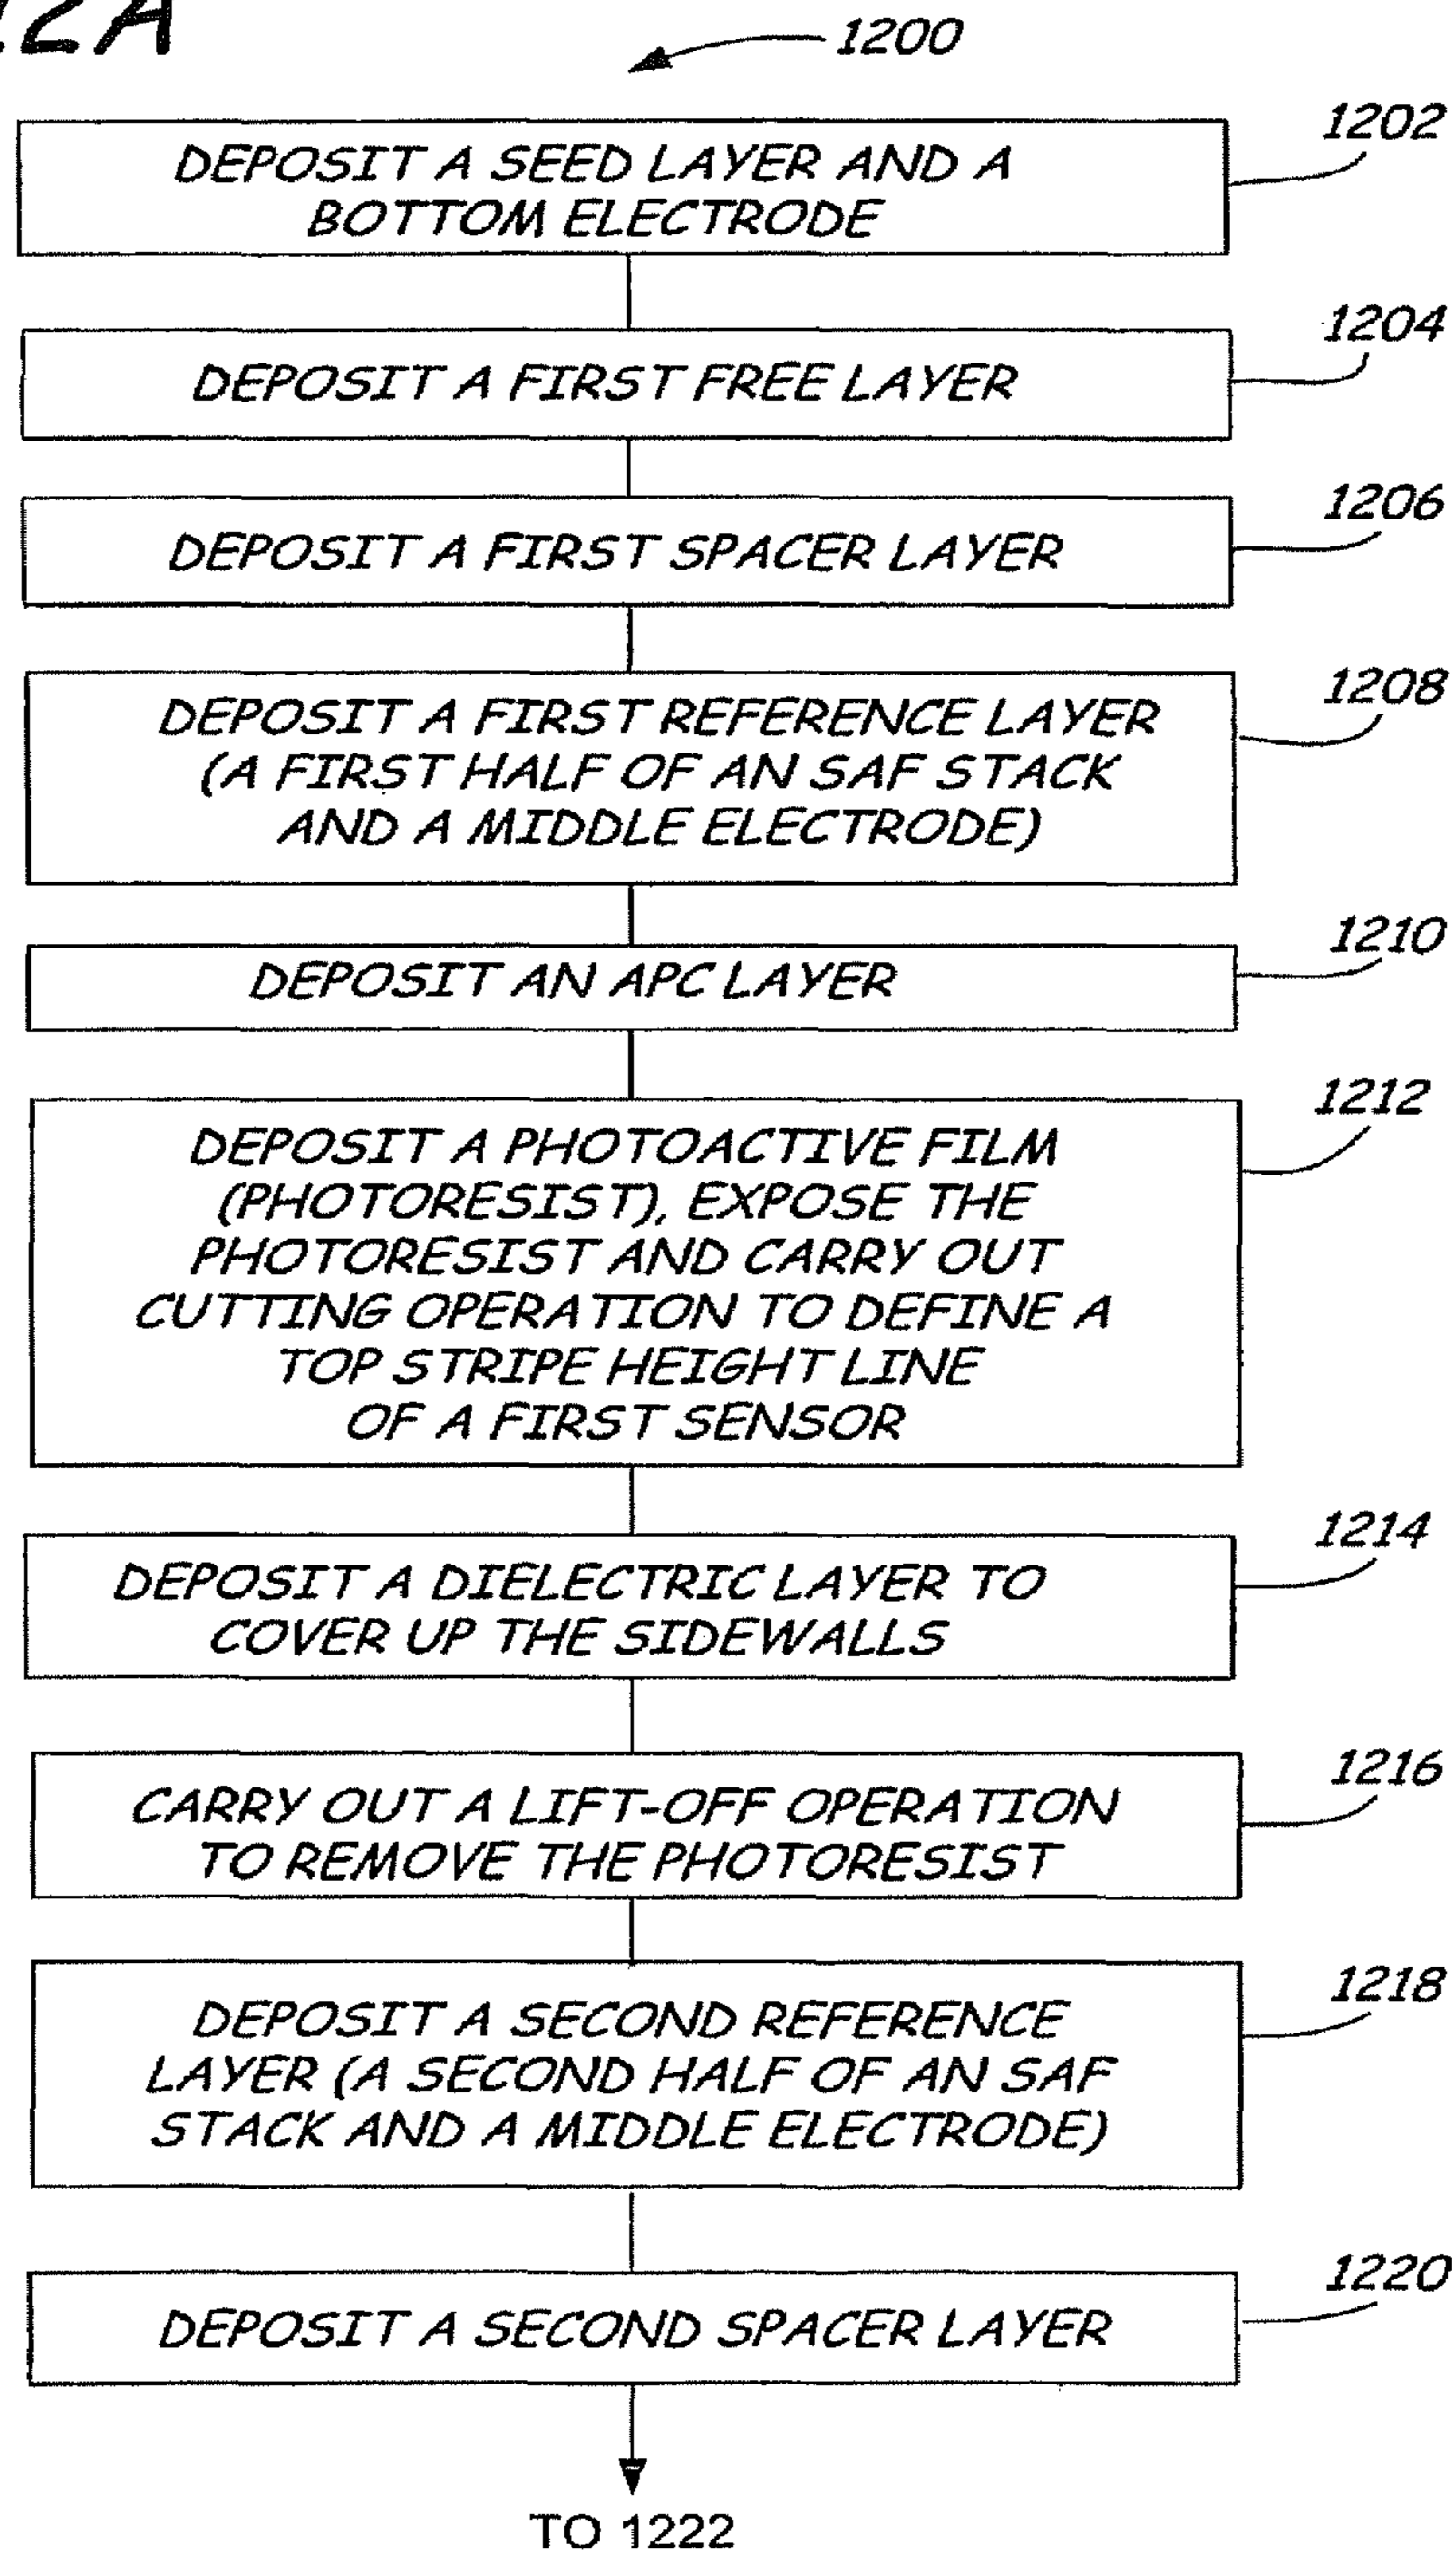 12A
1200
1202
DEPOSIT A SEED LAYER AND A
BOTTOM ELECTRODE
1204
DEPOSIT A FIRST FREE LAYER
1206
DEPOSIT A FIRST SPACER LAYER
1208
DEPOSIT A FIRST REFERENCE LAYER
(A FIRST HALF OF AN SAF STACK
AND A MIDDLE ELECTRODE)
1210
DEPOSIT AN APC LAYER
1212
DEPOSIT A PHOTOACTIVE FILM
(PHOTORESIST), EXPOSE THE
PHOTORESIST AND CARRY OUT
CUTTING OPERATION TO DEFINE A
TOP STRIPE HEIGHT LINE
OF A FIRST SENSOR
1214
DEPOSIT A DIELECTRIC LAYER TO
COVER UP THE SIDEWALLS
1216
CARRY OUT A LIFT-OFF OPERATION
TO REMOVE THE PHOTORESIST
1218
DEPOSIT A SECOND REFERENCE
LAYER (A SECOND HALF OF AN SAF
STACK AND A MIDDLE ELECTRODE)
1220
DEPOSIT A SECOND SPACER LAYER
TO 1222